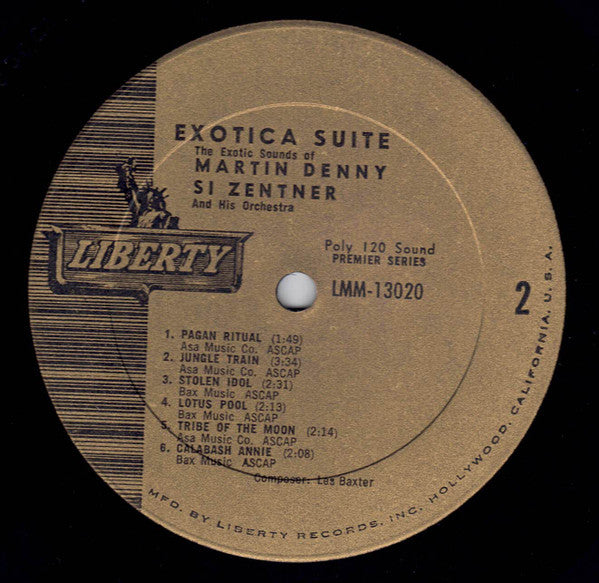 EXOTICA SUITE
The Exotic Sounds of
MARTIN DENNY
SI ZENTNER
And His Orchestra
LIBERTY
Poly 120 Sound
PREMIER SERIES
LMM-13020
2
1. PAGAN RITUAL (1:49)
Asa Music Co. ASCAP
2. JUNGLE TRAIN (3:34)
Asa Music Co. ASCAP
3. STOLEN IDOL (2:31)
Bax Music ASCAP
4. LOTUS POOL (2:13)
Bax Music ASCAP
5. TRIBE OF THE MOON (2:14)
Asa Music Co. ASCAP
6. CALABASH ANNIE (2:08)
Bax Music ASCAP
Composer: Les Baxter
MFD. BY LIBERTY RECORDS, INC. HOLLYWOOD, CALIFORNIA, U.S.A.